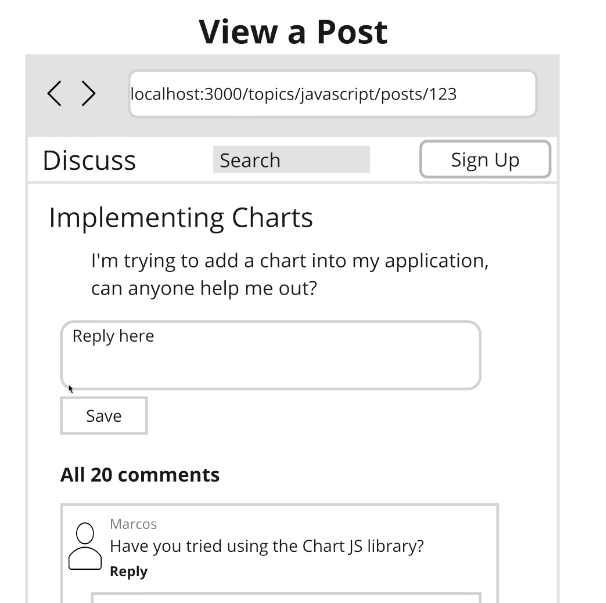 View a Post
localhost:3000/topics/javascript/posts/123
Discuss
Search
Sign Up
Implementing Charts
I'm trying to add a chart into my application,
can anyone help me out?
Reply here
Save
All 20 comments
Marcos
Have you tried using the Chart JS library?
Reply